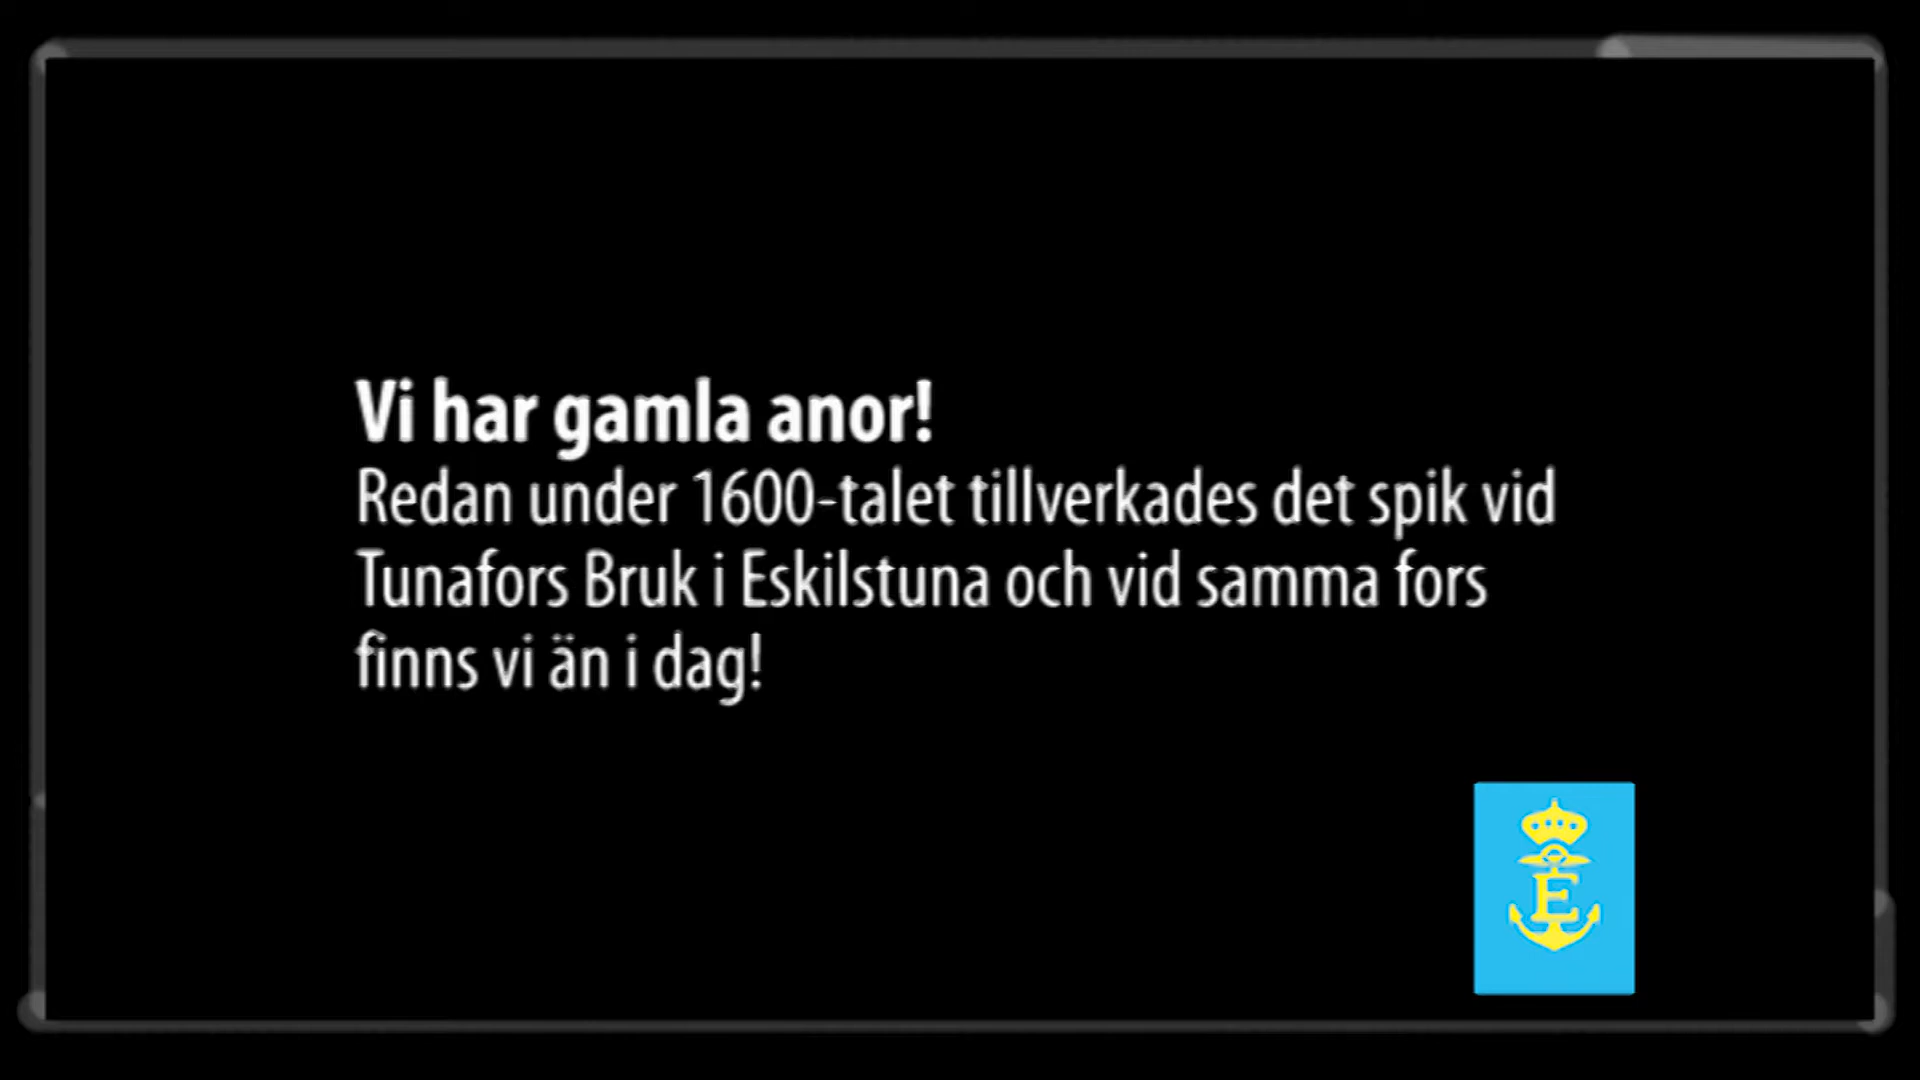 Vi har gamla anor!
Redan under 1600-talet tillverkades det spik vid
Tunafors Bruk i Eskilstuna och vid samma fors
finns vi än i dag!
E